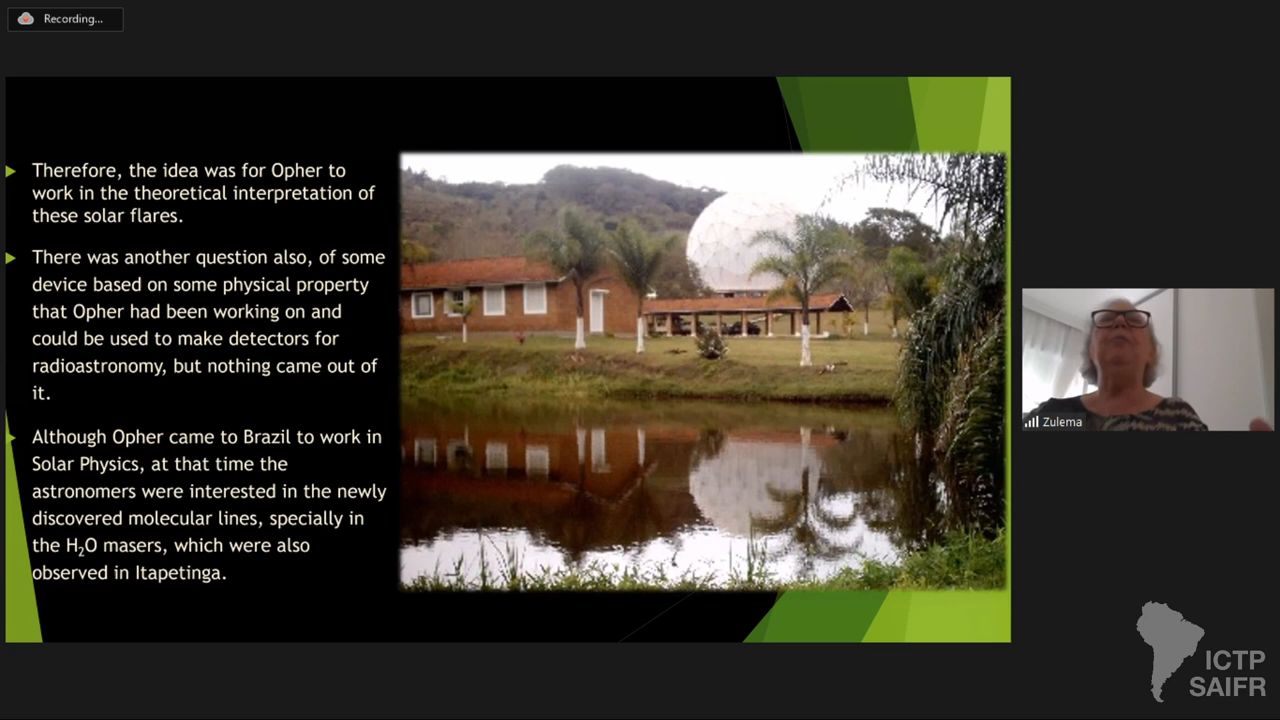 Recording...
Therefore, the idea was for Opher to
work in the theoretical interpretation of
these solar flares.
There was another question also, of some
device based on some physical property
that Opher had been working on and
could be used to make detectors for
radioastronomy, but nothing came out of
it.
Although Opher came to Brazil to work in
Solar Physics, at that time the
astronomers were interested in the newly
discovered molecular lines, specially in
the H₂O masers, which were also
observed in Itapetinga.
Zulema
ICTP
SAIFR